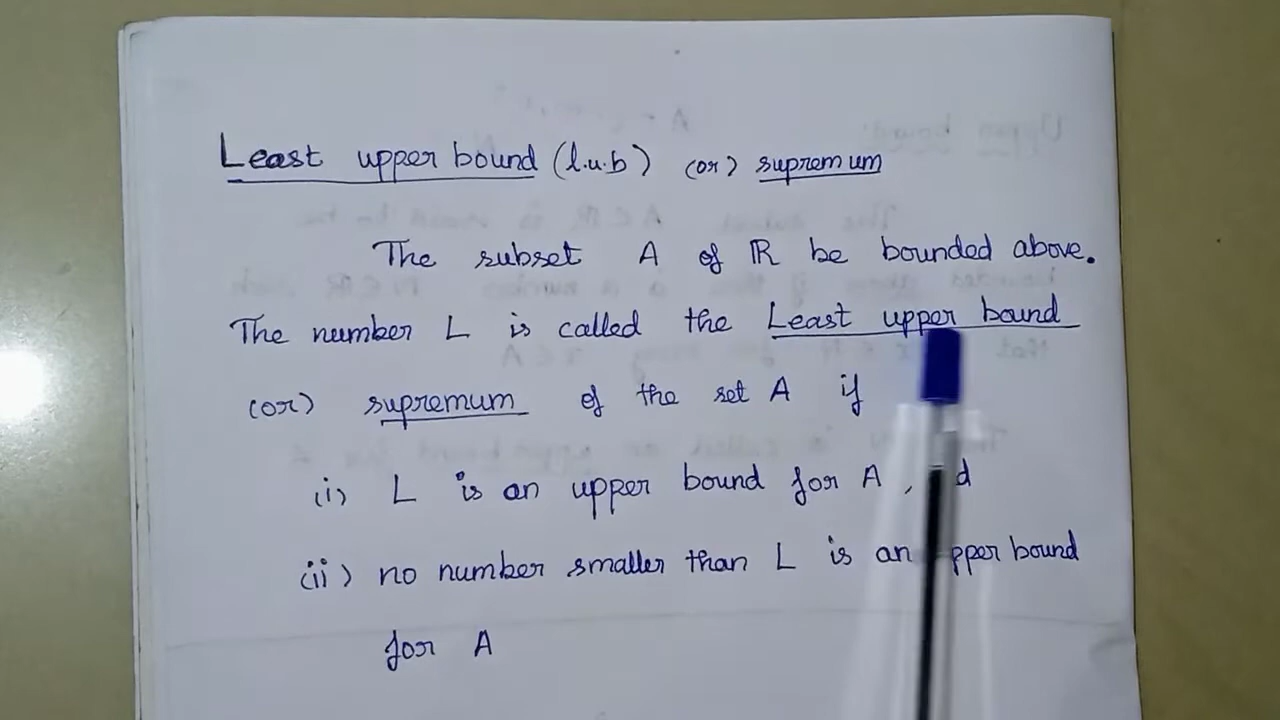 Least upper bound (l.u.b) (or) supremum
The subset A of ℝ be bounded above.
The number L is called the Least upper bound
(or) supremum of the set A if
(i) L is an upper bound for A ,
(ii) no number smaller than L is an upper bound
for A